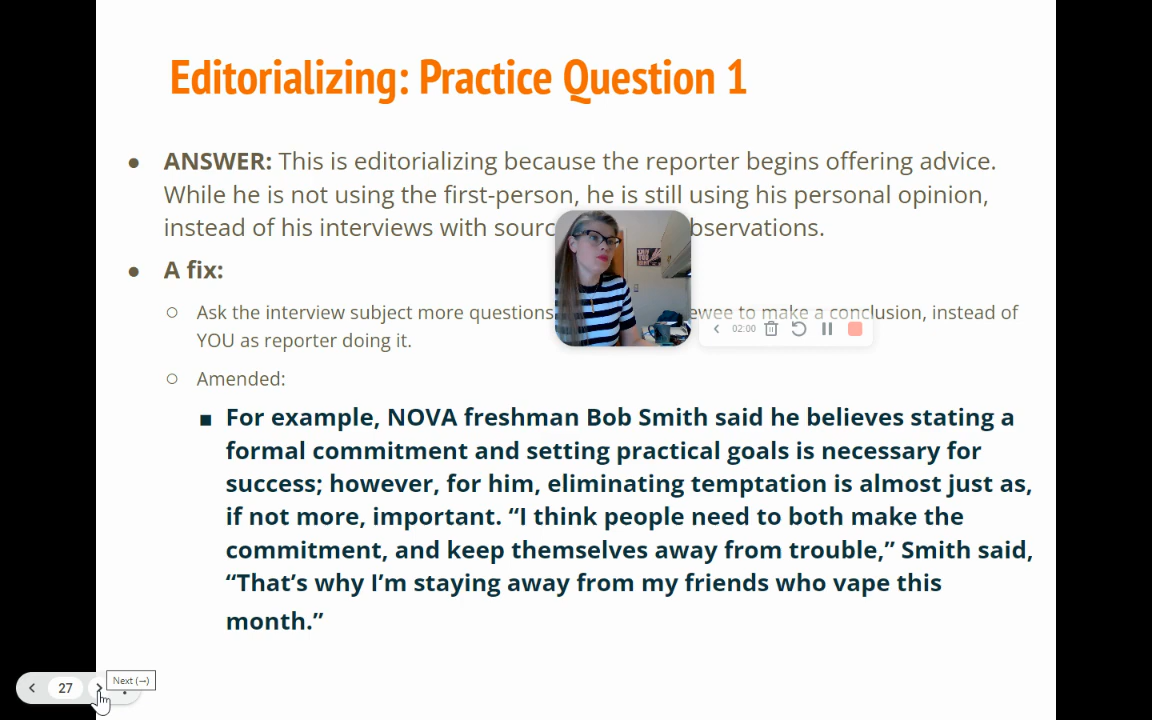 Editorializing: Practice Question 1
● ANSWER: This is editorializing because the reporter begins offering advice.
While he is not using the first-person, he is still using his personal opinion,
instead of his interviews with sourc bservations.
● A fix:
○ Ask the interview subject more questions ewee to make a conclusion, instead of
02:00
YOU as reporter doing it.
○ Amended:
■ For example, NOVA freshman Bob Smith said he believes stating a
formal commitment and setting practical goals is necessary for
success; however, for him, eliminating temptation is almost just as,
if not more, important. “I think people need to both make the
commitment, and keep themselves away from trouble,” Smith said,
“That’s why I’m staying away from my friends who vape this
month.”
Next (→)
27